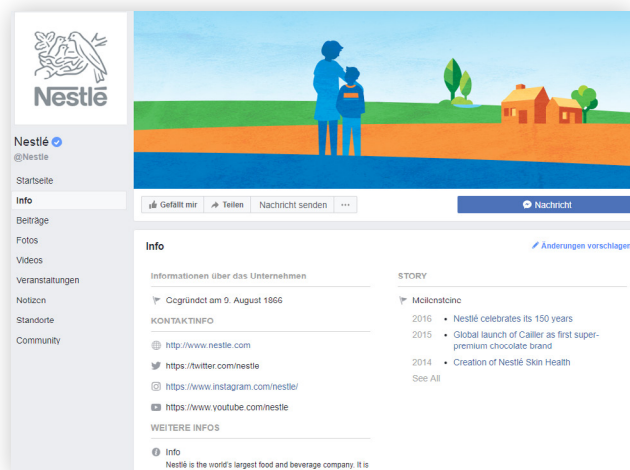 Nestlé
Nestlé
@Nestle
Startseite
Info
Beiträge
Fotos
Videos
Veranstaltungen
Notizen
Standorte
Community
Gefällt mir
Teilen
Nachricht senden
Nachricht
Info
Änderungen vorschlagen
Informationen über das Unternehmen
Gegründet am 9. August 1866
KONTAKTINFO
http://www.nestle.com
https://twitter.com/nestle
https://www.instagram.com/nestle/
https://www.youtube.com/nestle
WEITERE INFOS
Info
Nestlé is the world's largest food and beverage company. It is
STORY
Meilensteine
2016 • Nestlé celebrates its 150 years
2015 • Global launch of Cailler as first super-
premium chocolate brand
2014 • Creation of Nestlé Skin Health
See All